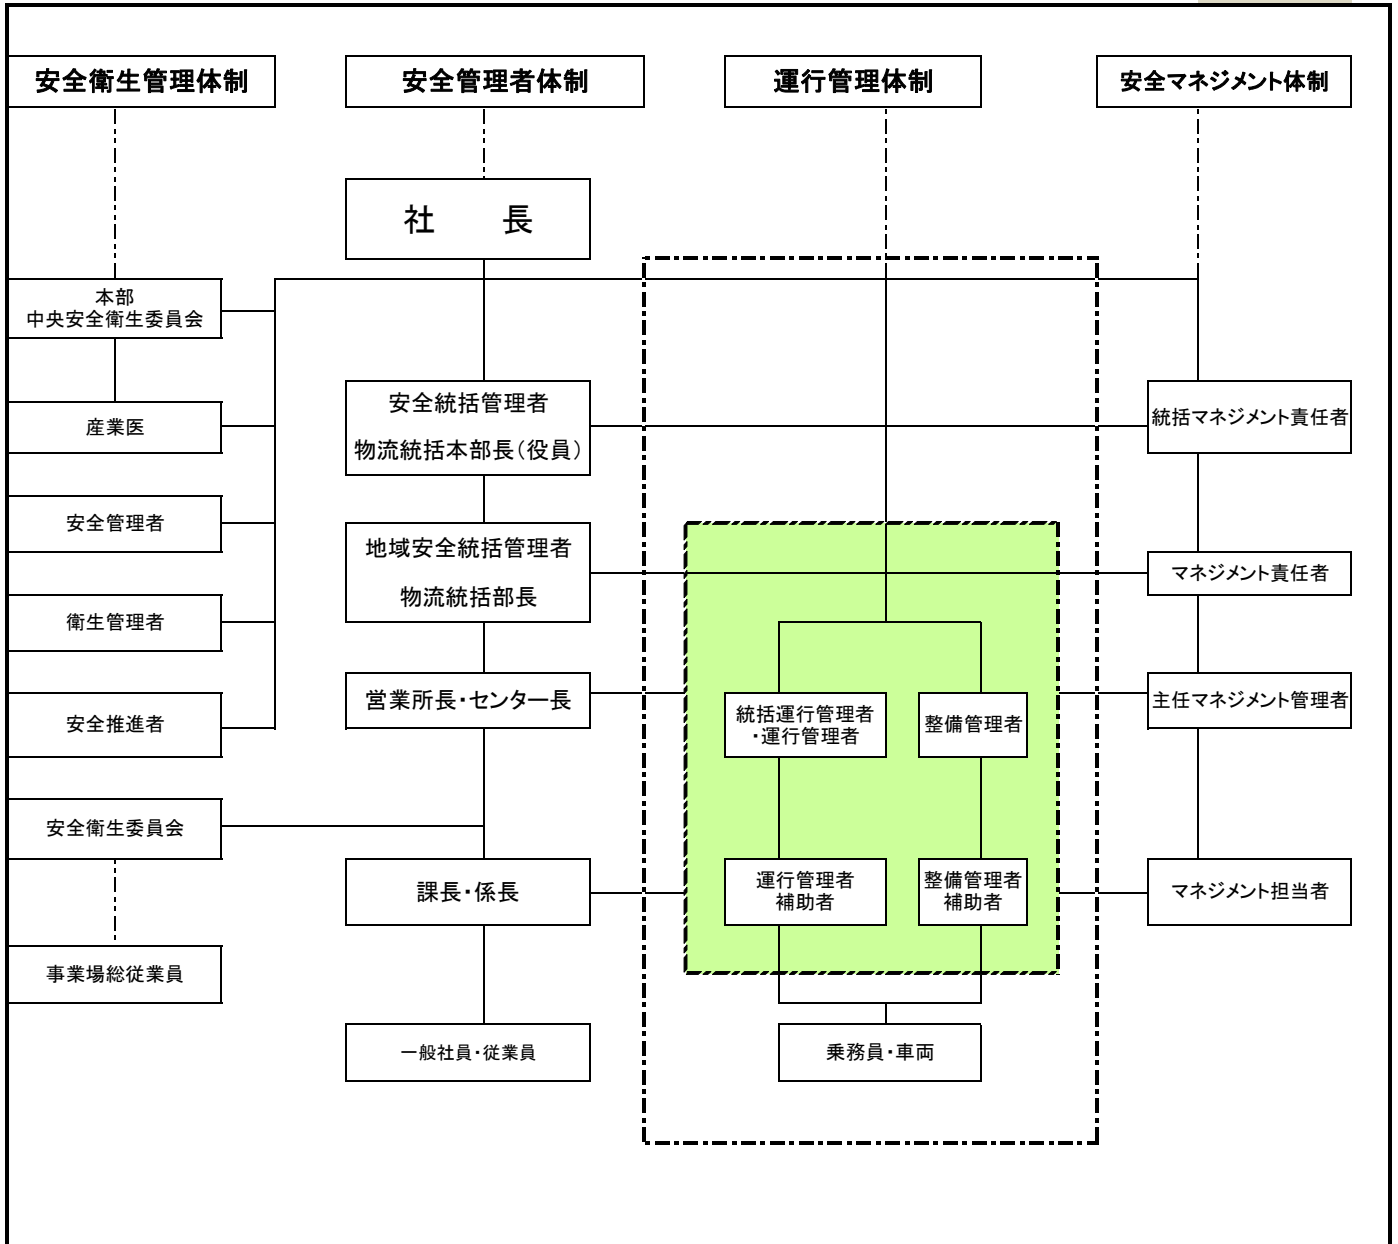 安全衛生管理体制
安全管理者体制
運行管理体制
安全マネジメント体制
社 長
本部
中央安全衛生委員会
安全統括管理者
物流統括本部長(役員)
産業医
統括マネジメント責任者
安全管理者
地域安全統括管理者
物流統括部長
マネジメント責任者
衛生管理者
営業所長・センター長
統括運行管理者
・運行管理者
整備管理者
主任マネジメント管理者
安全推進者
安全衛生委員会
課長・係長
運行管理者
補助者
整備管理者
補助者
マネジメント担当者
事業場総従業員
一般社員・従業員
乗務員・車両